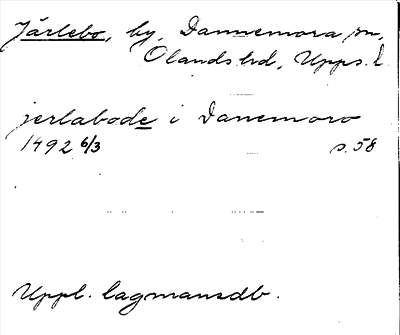 Järlebo, by, Dannemora sn,
Olands hd, Upps. l.
jerlabode i Danemoro
1492 6/3 s. 58
Uppl. lagmansdb.